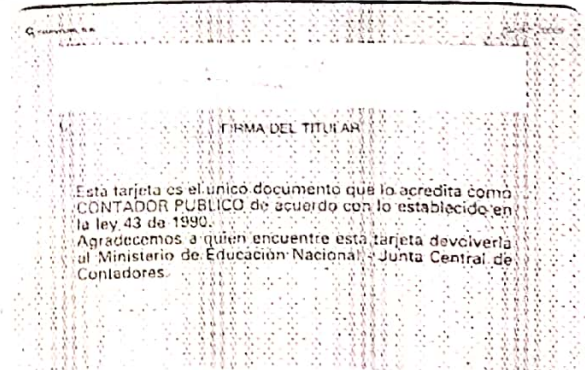 FIRMA DEL TITULAR
Esta tarjeta es el unico documento que lo acredita como
CONTADOR PUBLICO de acuerdo con lo establecido en
la ley 43 de 1990.
Agradecemos a quien encuentre esta tarjeta devolverla
al Ministerio de Educación Nacional - Junta Central de
Contadores.